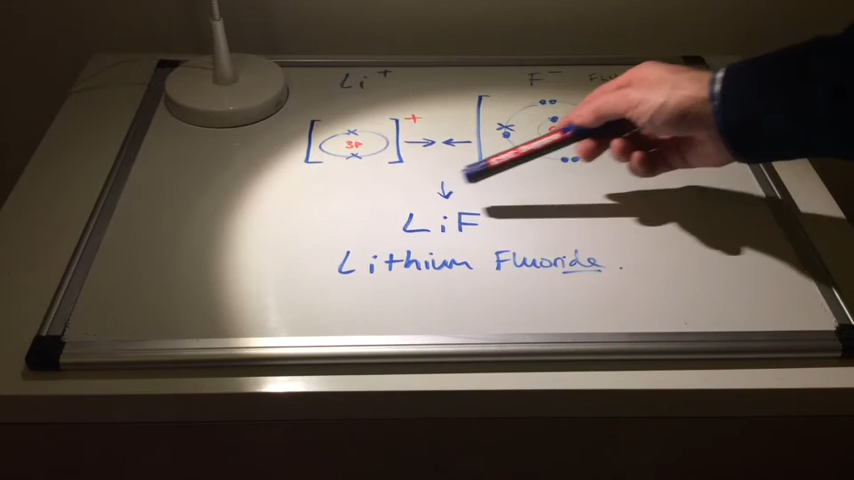 Li⁺ F⁻
[3P]⁺ → ← [
↓
LiF
Lithium Fluoride.